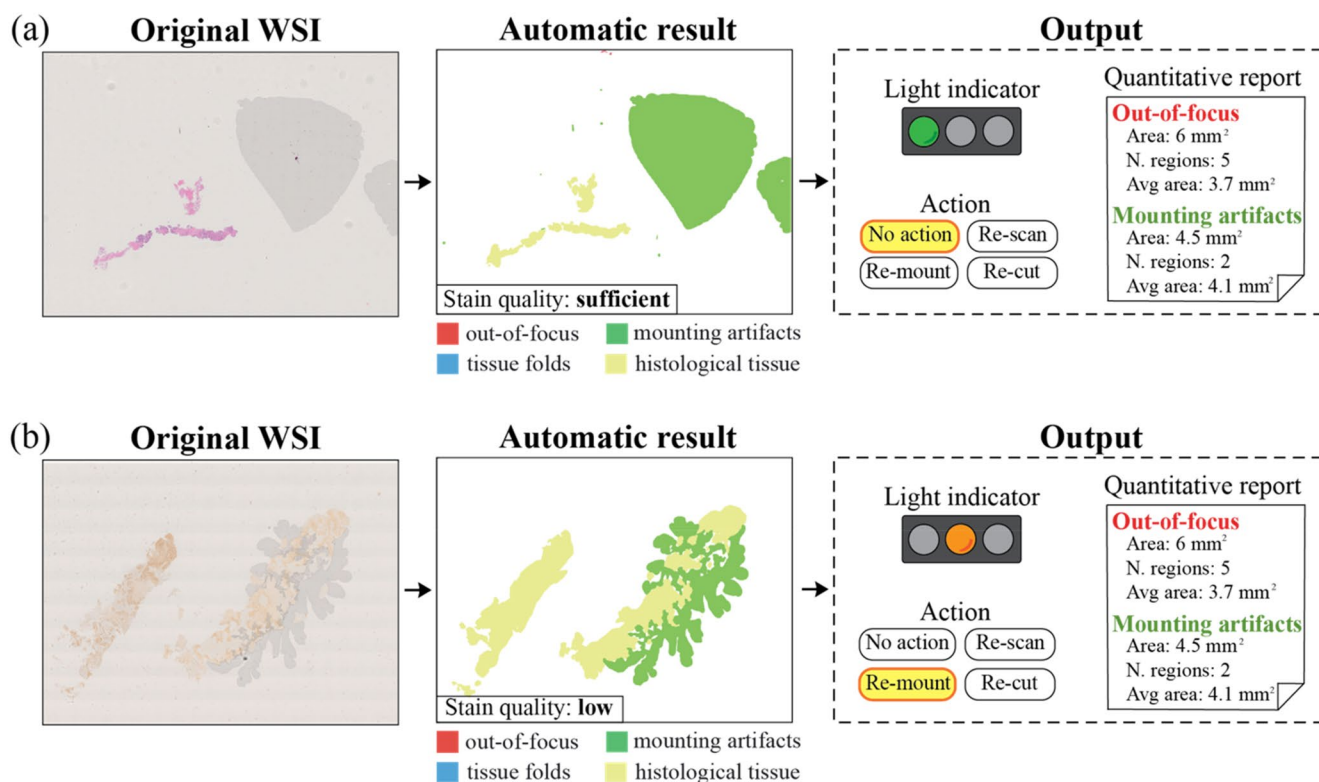 (a)
Original WSI
Automatic result
Output
Stain quality: sufficient
out-of-focus
mounting artifacts
tissue folds
histological tissue
Light indicator
Action
No action
Re-scan
Re-mount
Re-cut
Quantitative report
Out-of-focus
Area: 6 mm²
N. regions: 5
Avg area: 3.7 mm²
Mounting artifacts
Area: 4.5 mm²
N. regions: 2
Avg area: 4.1 mm²
(b)
Original WSI
Automatic result
Output
Stain quality: low
out-of-focus
mounting artifacts
tissue folds
histological tissue
Light indicator
Action
No action
Re-scan
Re-mount
Re-cut
Quantitative report
Out-of-focus
Area: 6 mm²
N. regions: 5
Avg area: 3.7 mm²
Mounting artifacts
Area: 4.5 mm²
N. regions: 2
Avg area: 4.1 mm²